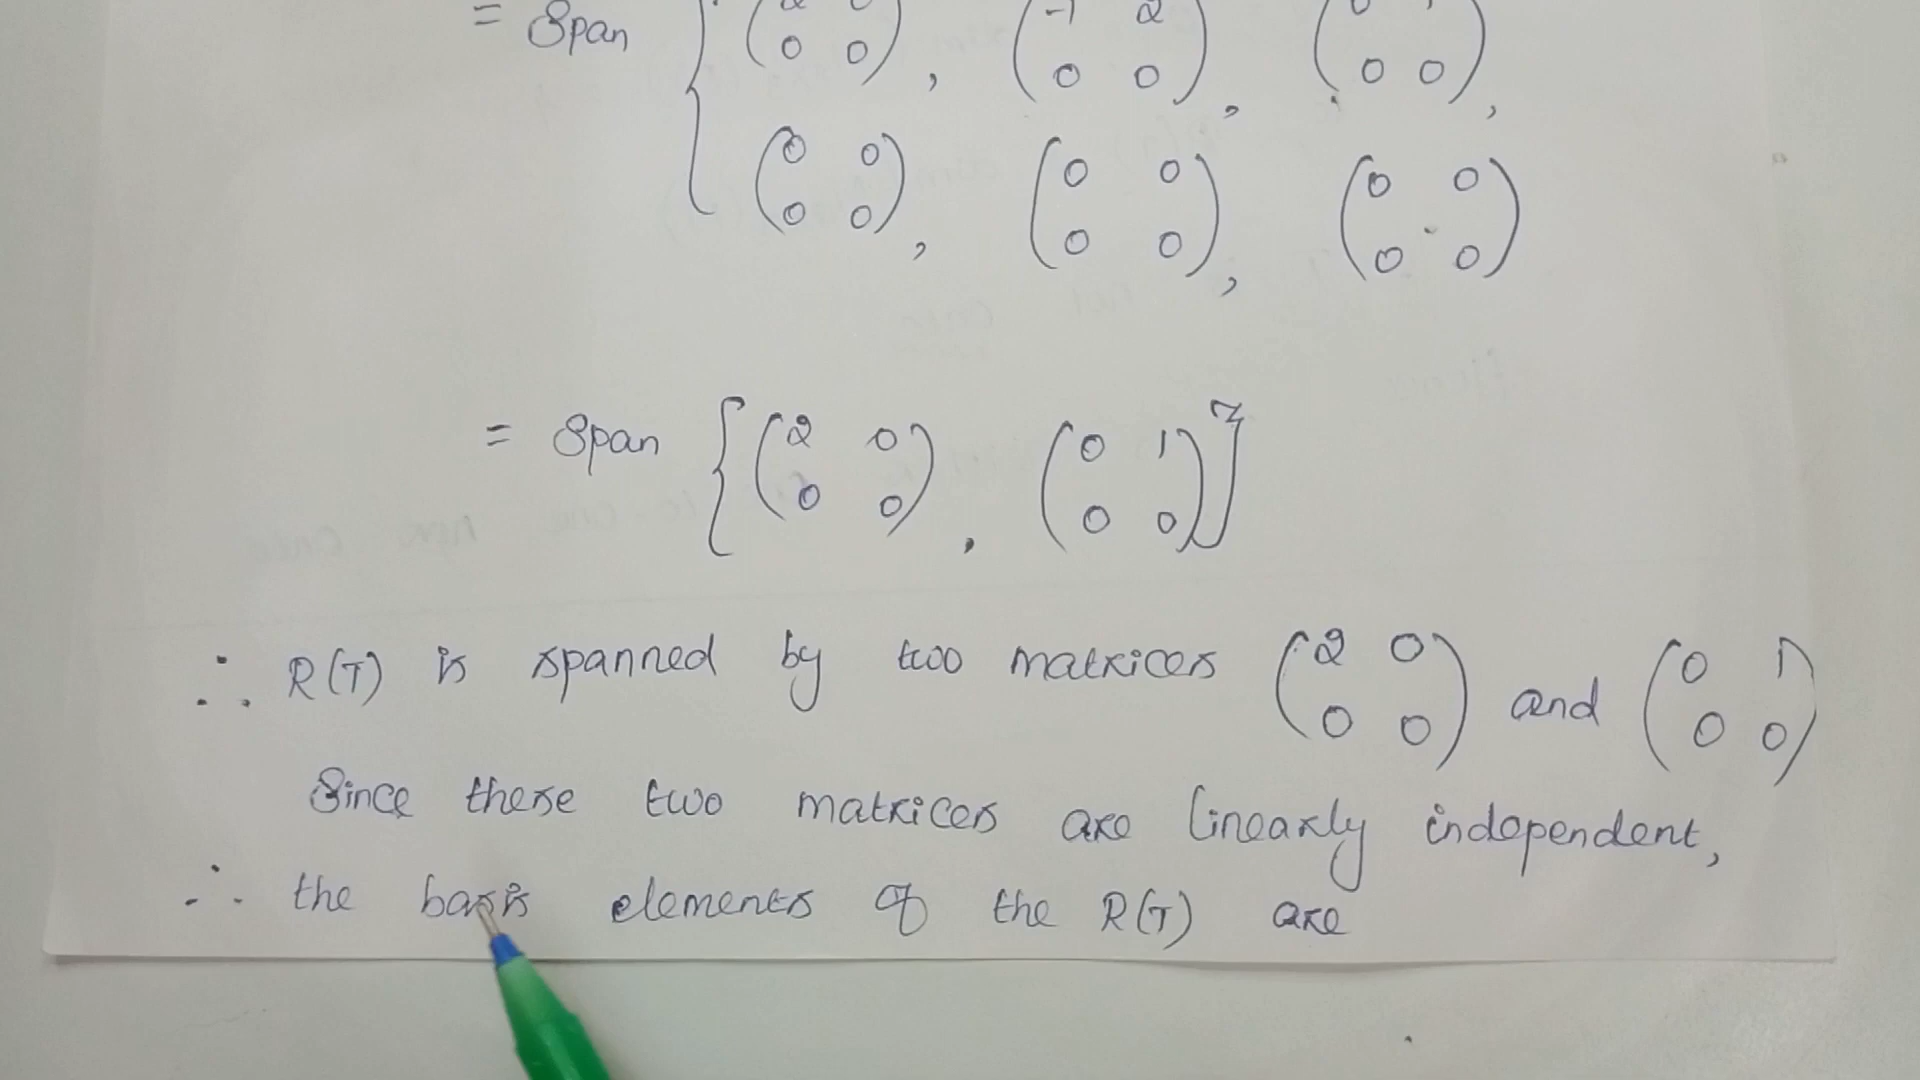 = Span { ( 2 0 ; 0 0 ) , ( -1 2 ; 0 0 ) , ( 0 1 ; 0 0 ) ,
( 0 0 ; 0 0 ) , ( 0 0 ; 0 0 ) , ( 0 0 ; 0 0 )
= Span { ( 2 0 ; 0 0 ) , ( 0 1 ; 0 0 ) }
∴ R(T) is spanned by two matrices ( 2 0 ; 0 0 ) and ( 0 1 ; 0 0 )
Since these two matrices are linearly independent,
∴ the basis elements of the R(T) are